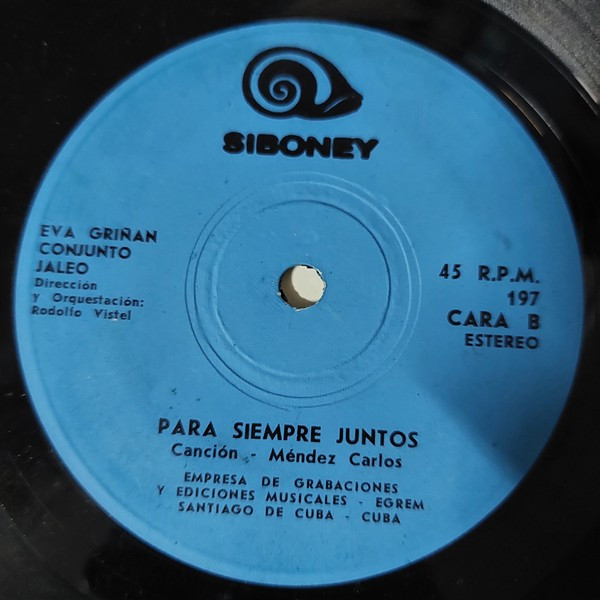 SIBONEY
EVA GRIÑAN
CONJUNTO
JALEO
Dirección
y Orquestación:
Rodolfo Vistel
45 R.P.M.
197
CARA B
ESTEREO
PARA SIEMPRE JUNTOS
Canción - Méndez Carlos
EMPRESA DE GRABACIONES
Y EDICIONES MUSICALES - EGREM
SANTIAGO DE CUBA - CUBA